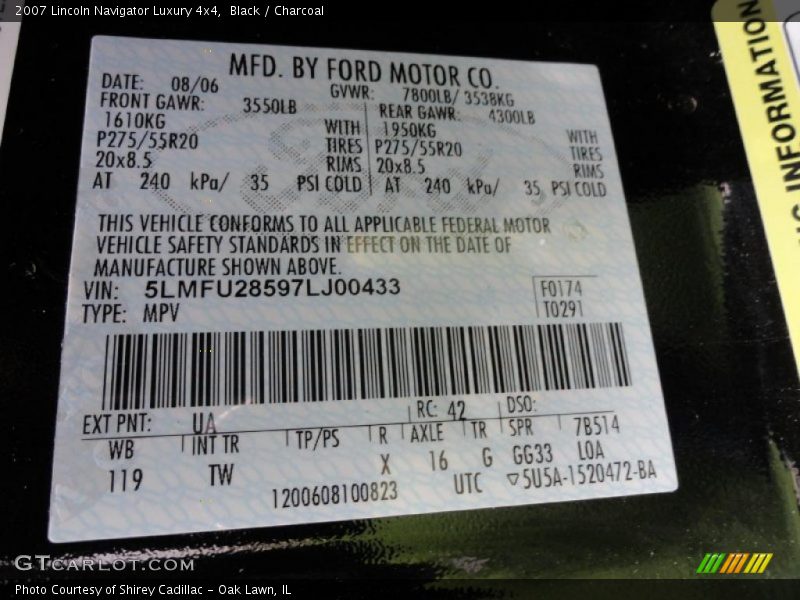 2007 Lincoln Navigator Luxury 4x4, Black / Charcoal
MFD. BY FORD MOTOR CO.
DATE: 08/06 GVWR: 7800LB/ 3538KG
FRONT GAWR: 3550LB REAR GAWR: 4300LB
1610KG WITH 1950KG WITH
P275/55R20 TIRES P275/55R20 TIRES
20x8.5 RIMS 20x8.5 RIMS
AT 240 kPa/ 35 PSI COLD AT 240 kPa/ 35 PSI COLD
THIS VEHICLE CONFORMS TO ALL APPLICABLE FEDERAL MOTOR
VEHICLE SAFETY STANDARDS IN EFFECT ON THE DATE OF
MANUFACTURE SHOWN ABOVE.
VIN: 5LMFU28597LJ00433 F0174
TYPE: MPV T0291
EXT PNT: UA RC: 42 DSO:
WB INT TR TP/PS R AXLE TR SPR 7B514
119 TW X 16 G GG33 LOA
1200608100823 UTC ▽5U5A-1520472-BA
INFORMATION
GTCARLOT.COM
Photo Courtesy of Shirey Cadillac - Oak Lawn, IL